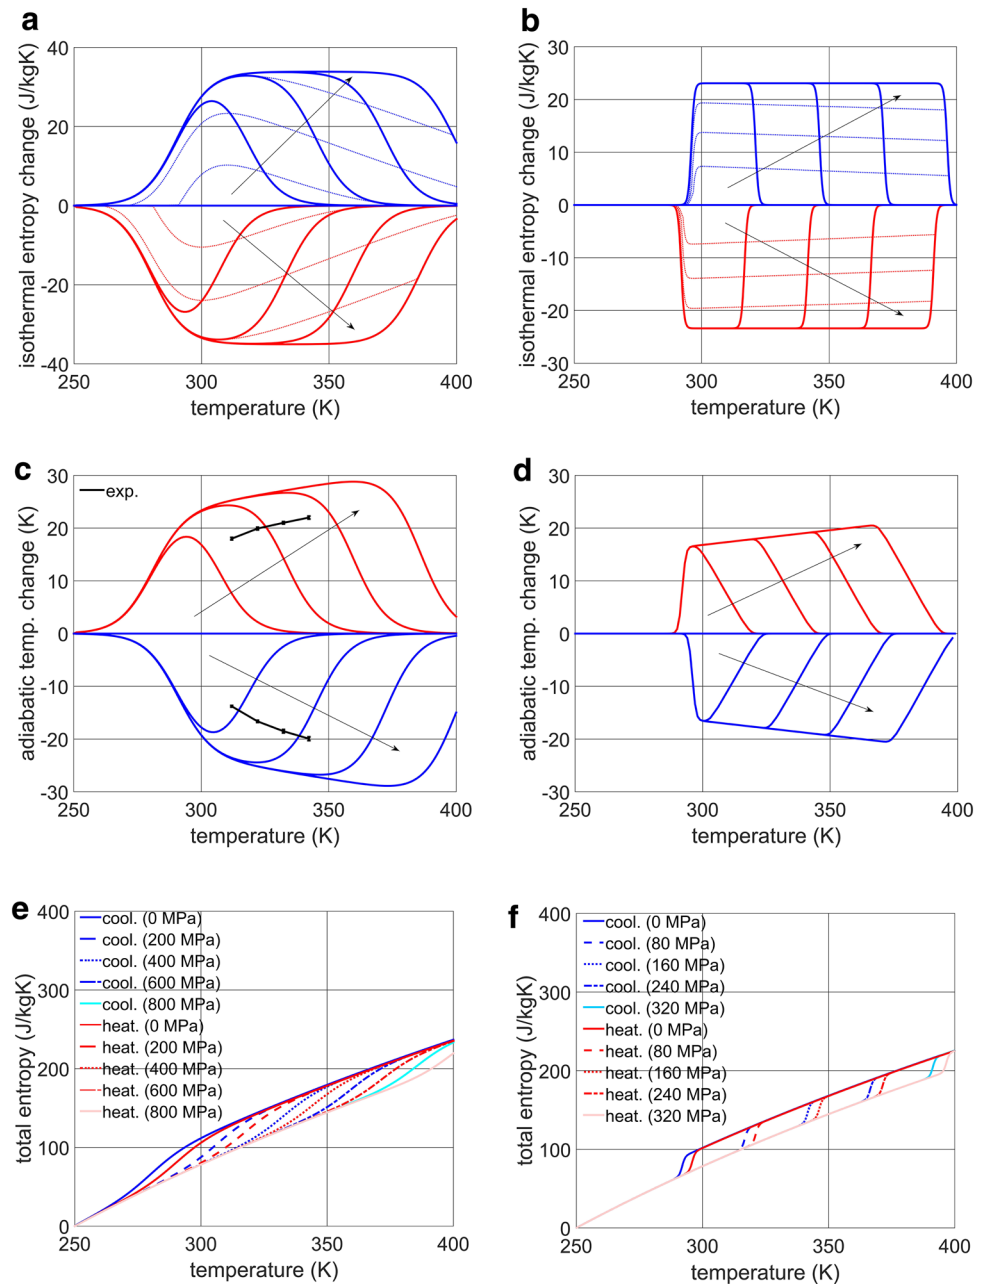 a
isothermal entropy change (J/kgK)
40
20
0
-20
-40
250
300
350
400
temperature (K)
b
isothermal entropy change (J/kgK)
30
20
10
0
-10
-20
-30
250
300
350
400
temperature (K)
c
adiabatic temp. change (K)
30
20
10
0
-10
-20
-30
exp.
250
300
350
400
temperature (K)
d
adiabatic temp. change (K)
30
20
10
0
-10
-20
-30
250
300
350
400
temperature (K)
e
total entropy (J/kgK)
400
300
200
100
0
cool. (0 MPa)
cool. (200 MPa)
cool. (400 MPa)
cool. (600 MPa)
cool. (800 MPa)
heat. (0 MPa)
heat. (200 MPa)
heat. (400 MPa)
heat. (600 MPa)
heat. (800 MPa)
250
300
350
400
temperature (K)
f
total entropy (J/kgK)
400
300
200
100
0
cool. (0 MPa)
cool. (80 MPa)
cool. (160 MPa)
cool. (240 MPa)
cool. (320 MPa)
heat. (0 MPa)
heat. (80 MPa)
heat. (160 MPa)
heat. (240 MPa)
heat. (320 MPa)
250
300
350
400
temperature (K)